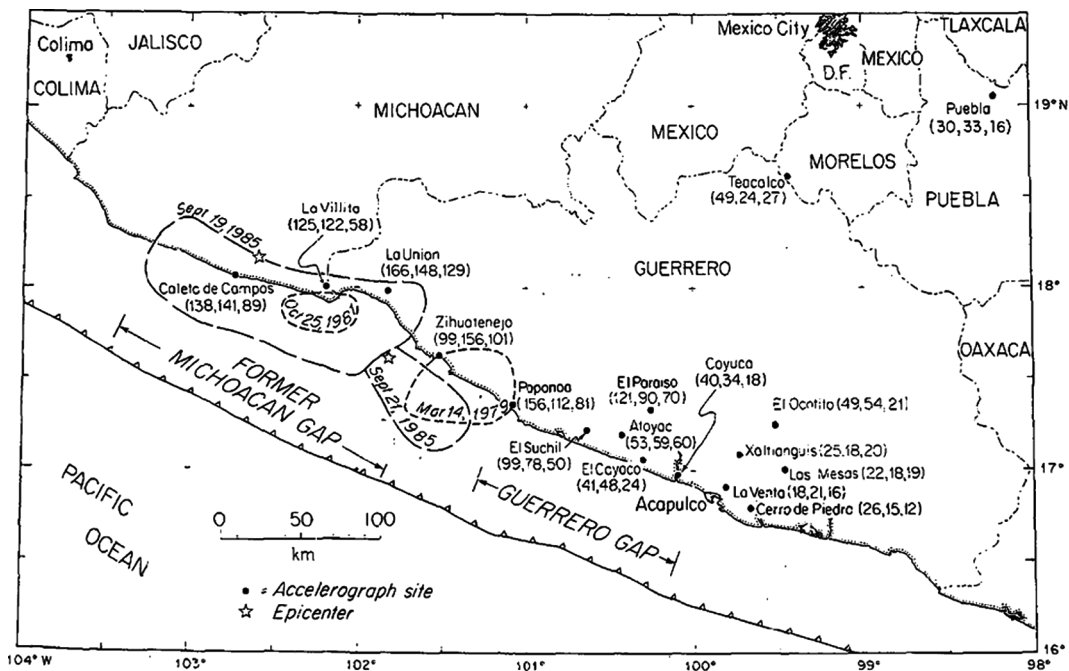 Colima
JALISCO
COLIMA
Mexico City
TLAXCALA
MEXICO
D.F.
MICHOACAN
MEXICO
Puebla
(30,33,16)
19°N
MORELOS
Teacalco
(49,24,27)
PUEBLA
Sept 19, 1985
La Villita
(125,122,58)
La Union
(166,148,129)
GUERRERO
18°
Caleta de Campos
(138,141,89)
Oct 25, 1981
Zihuatenejo
(99,156,101)
OAXACA
FORMER
MICHOACAN GAP
Sept 21,
1985
Mar 14, 1979
Papanoa
(156,112,81)
El Paraiso
(121,90,70)
Coyuca
(40,34,18)
Atoyac
(53,59,60)
El Ocotito (49,54,21)
El Suchil
(99,78,50)
El Cayaco
(41,48,24)
Xaltianguis (25,18,20)
Las Mesas (22,18,19)
17°
La Venta (18,21,16)
Acapulco
Cerro de Piedra (26,15,12)
GUERRERO GAP
PACIFIC
OCEAN
0 50 100
km
= Accelerograph site
Epicenter
104°W 103° 102° 101° 100° 99° 98°
16°